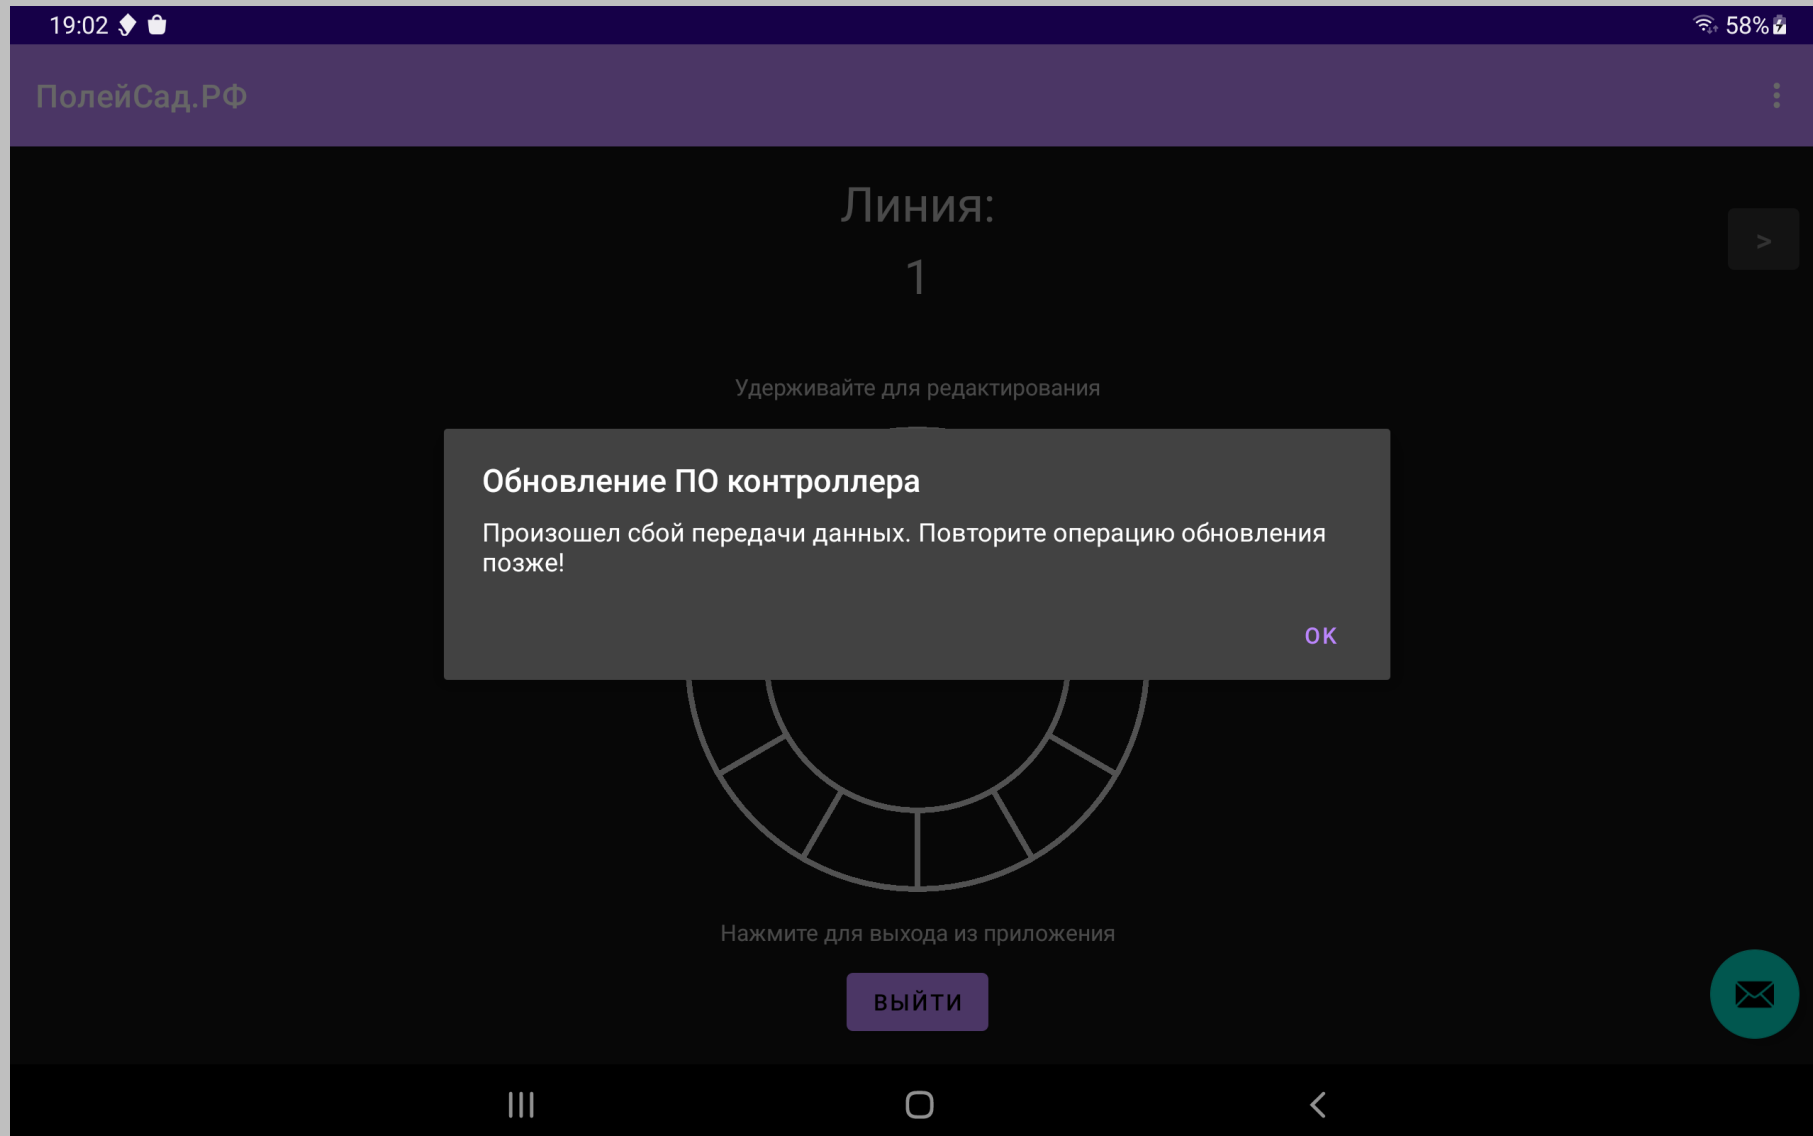 19:02
58%
ПолейСад.РФ
Линия:
1
>
Удерживайте для редактирования
Обновление ПО контроллера
Произошел сбой передачи данных. Повторите операцию обновления
позже!
ОК
Нажмите для выхода из приложения
ВЫЙТИ